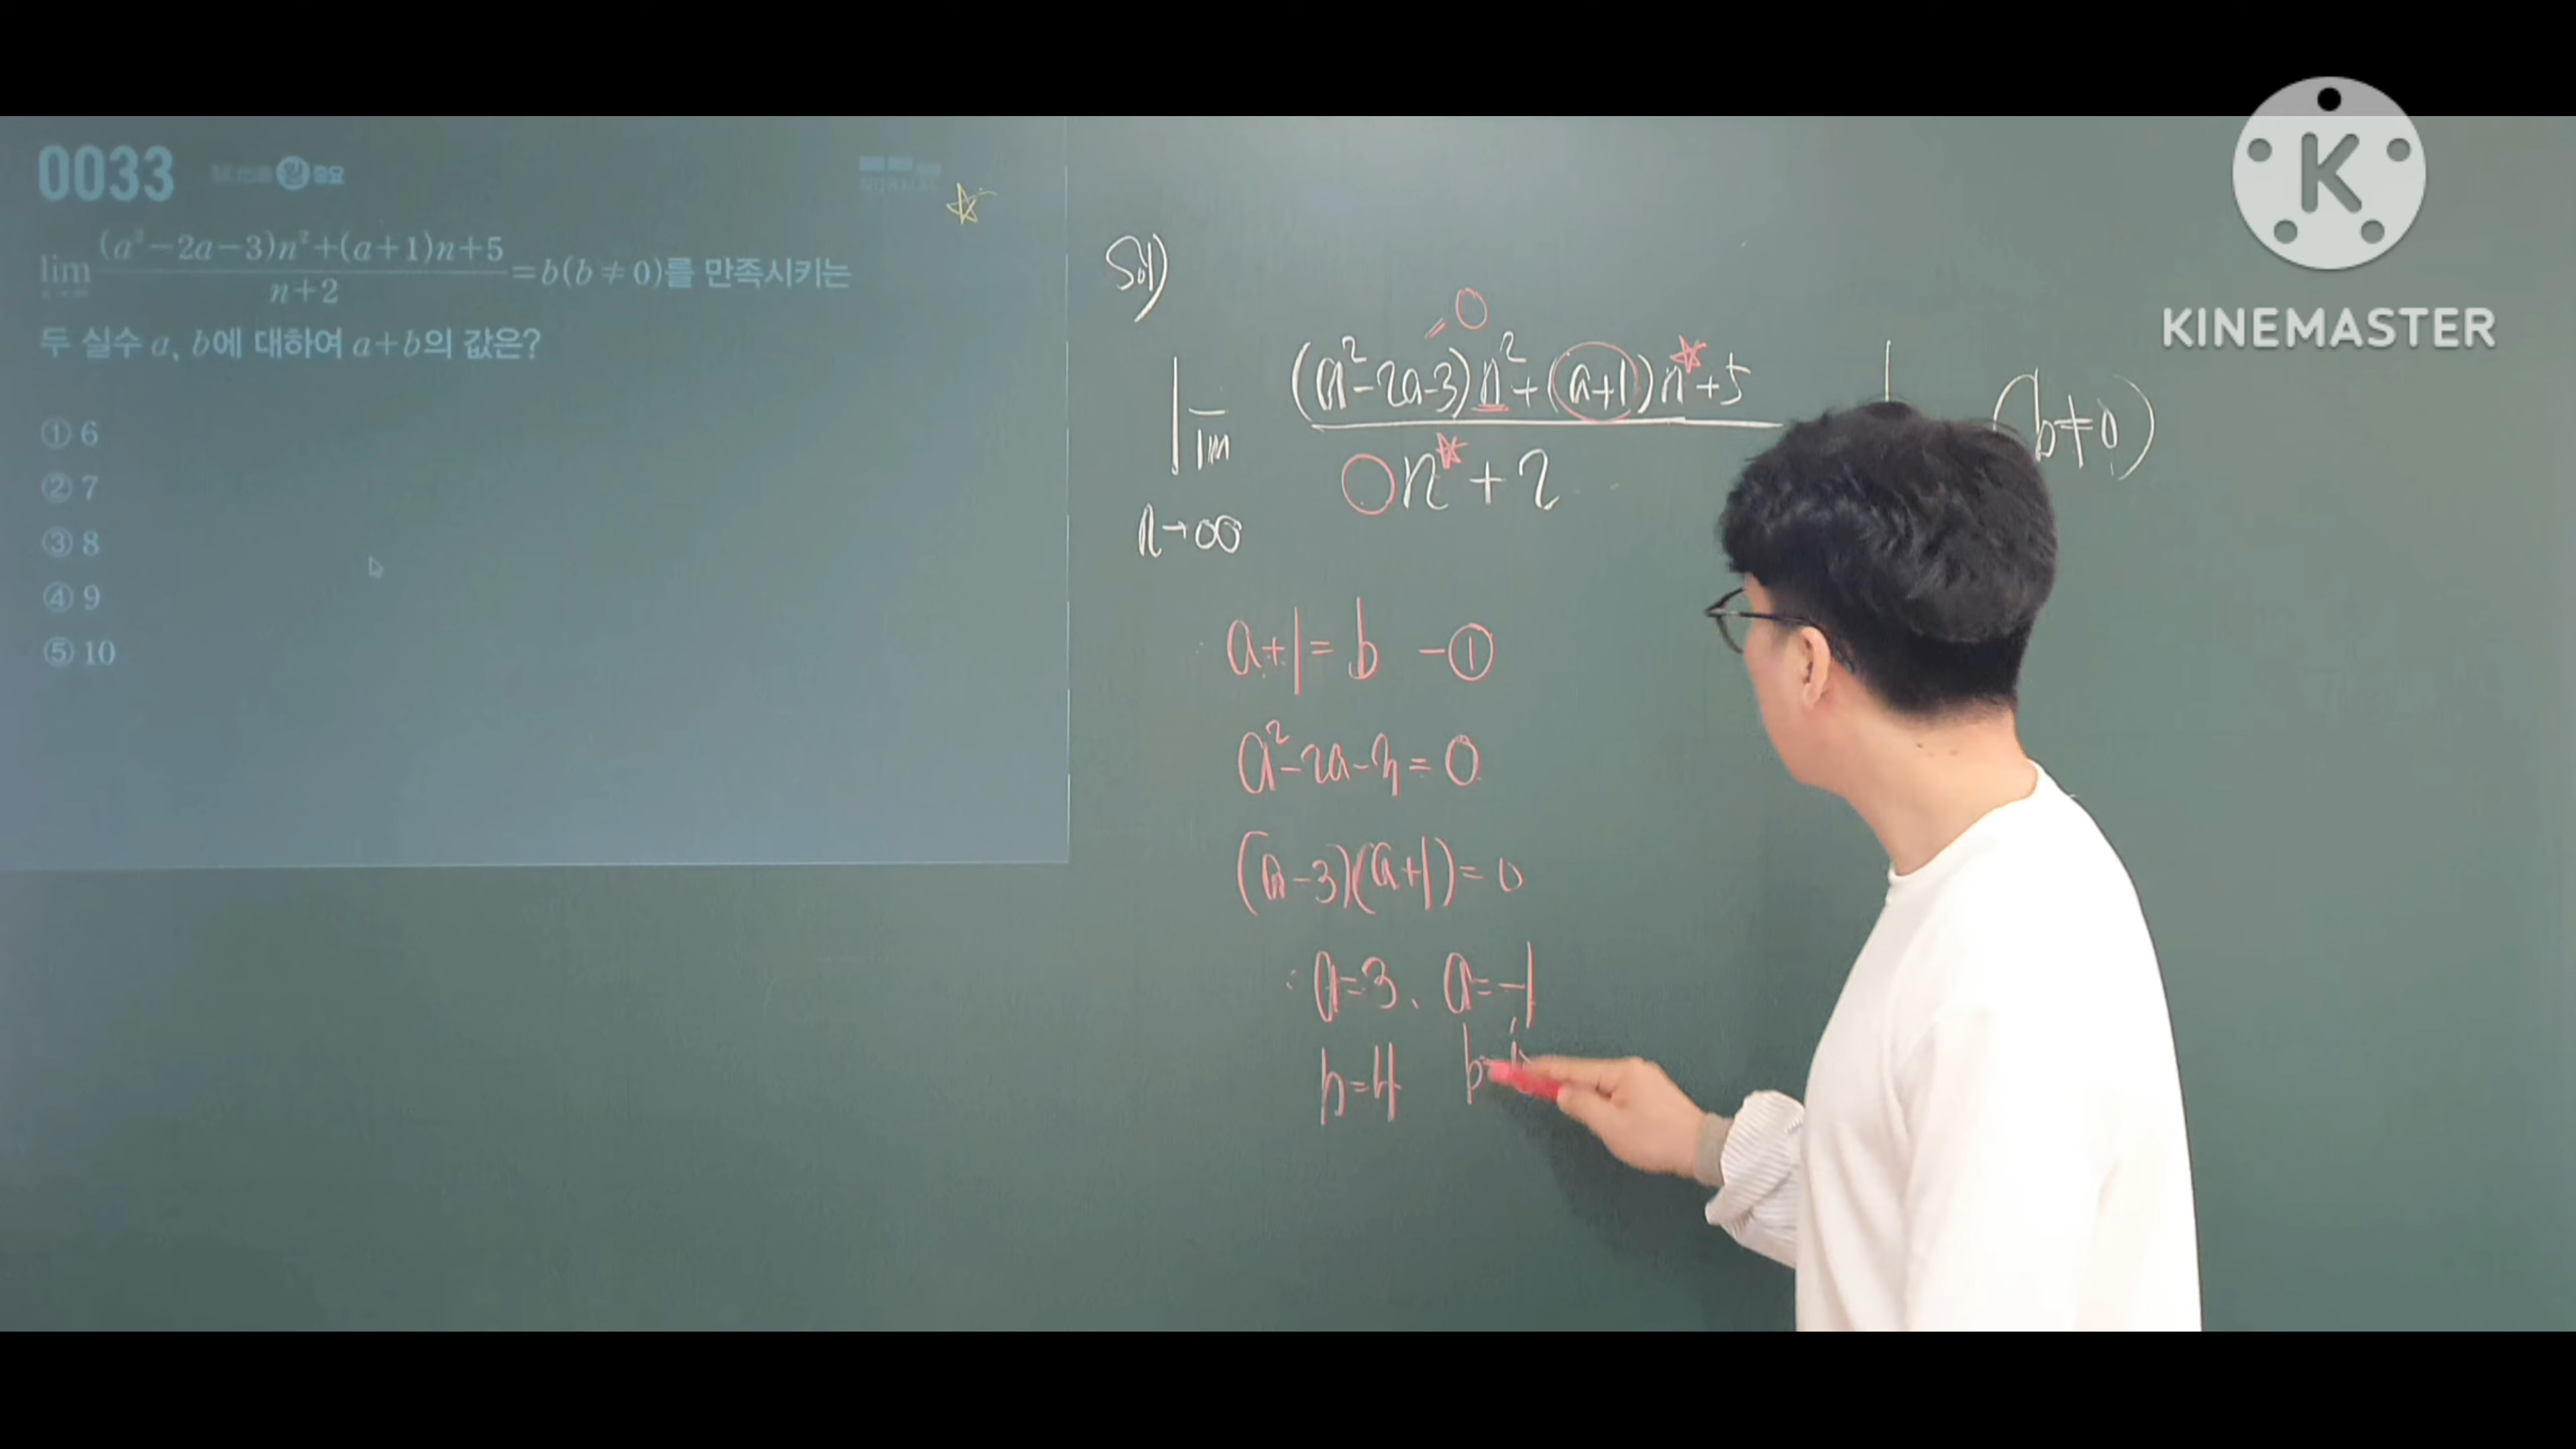 0033 중요
lim (a²-2a-3)n²+(a+1)n+5 / n+2 =b(b≠0)를 만족시키는
두 실수 a, b에 대하여 a+b의 값은?
① 6
② 7
③ 8
④ 9
⑤ 10
Sol)
=0
lim n→∞ (a²-2a-3)n²+(a+1)n+5 / n+2 (b≠0)
a+1=b -①
a²-2a-3=0
(a-3)(a+1)=0
∴ a=3, a=-1
b=4 b=
K
KINEMASTER